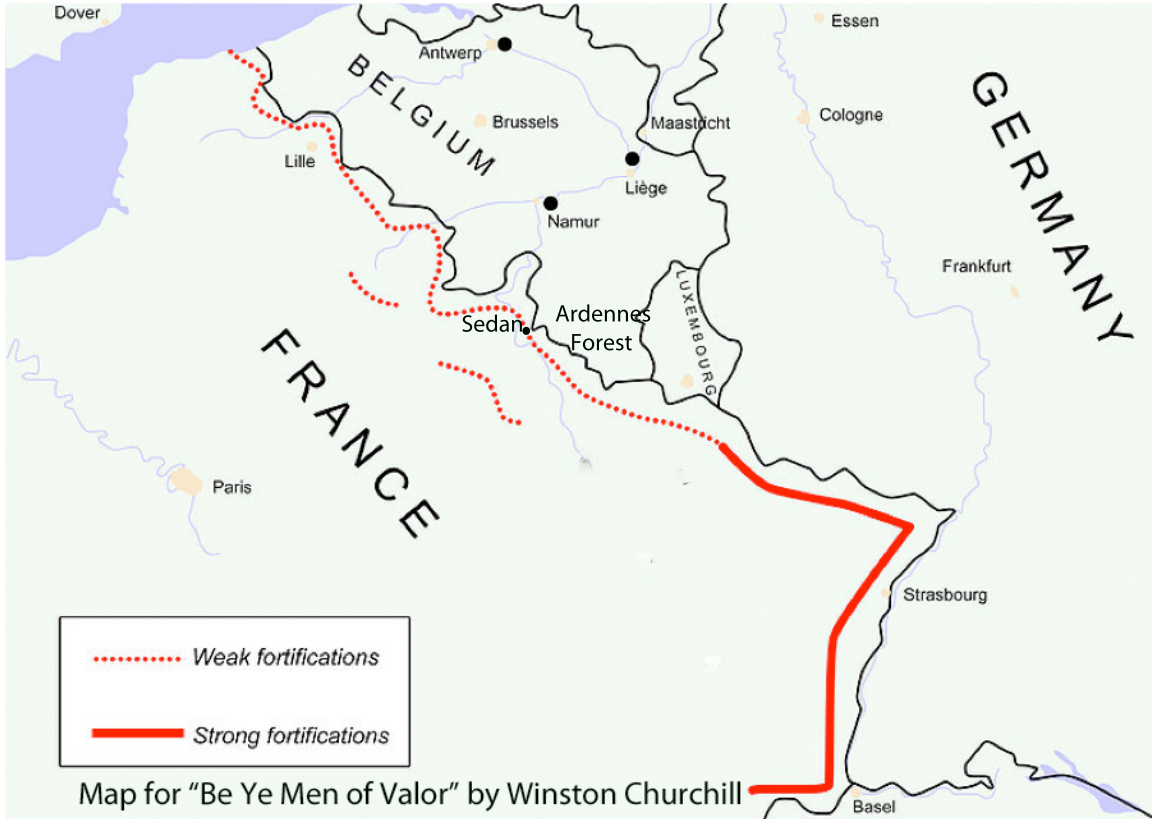 Dover
Essen
Antwerp
BELGIUM
GERMANY
Brussels
Cologne
Maastricht
Lille
Liège
Namur
Frankfurt
LUXEMBOURG
Sedan
Ardennes
Forest
FRANCE
Paris
Strasbourg
Weak fortifications
Strong fortifications
Map for “Be Ye Men of Valor” by Winston Churchill
Basel